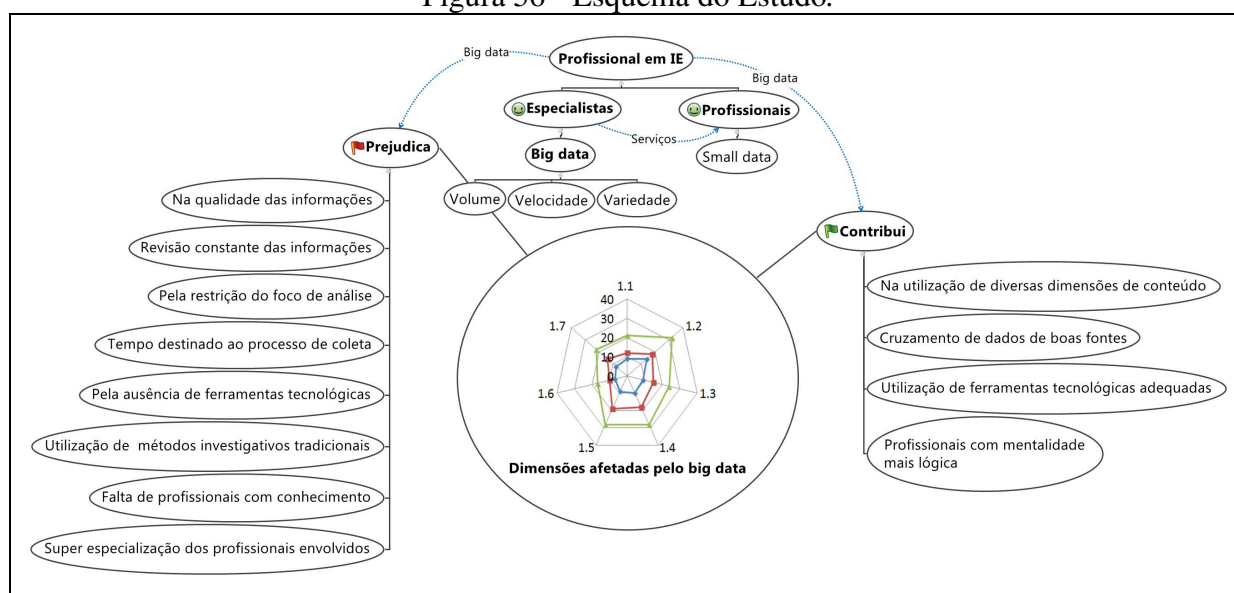 Figura 56 - Esquema do Estudo.
Big data
Profissional em IE
Big data
Especialistas
Profissionais
Serviços
Prejudica
Big data
Small data
Volume
Velocidade
Variedade
Na qualidade das informações
Revisão constante das informações
Pela restrição do foco de análise
Tempo destinado ao processo de coleta
Pela ausência de ferramentas tecnológicas
Utilização de métodos investigativos tradicionais
Falta de profissionais com conhecimento
Super especialização dos profissionais envolvidos
Contribui
Na utilização de diversas dimensões de conteúdo
Cruzamento de dados de boas fontes
Utilização de ferramentas tecnológicas adequadas
Profissionais com mentalidade
mais lógica
1.1
1.2
1.3
1.4
1.5
1.6
1.7
40
30
20
10
0
Dimensões afetadas pelo big data